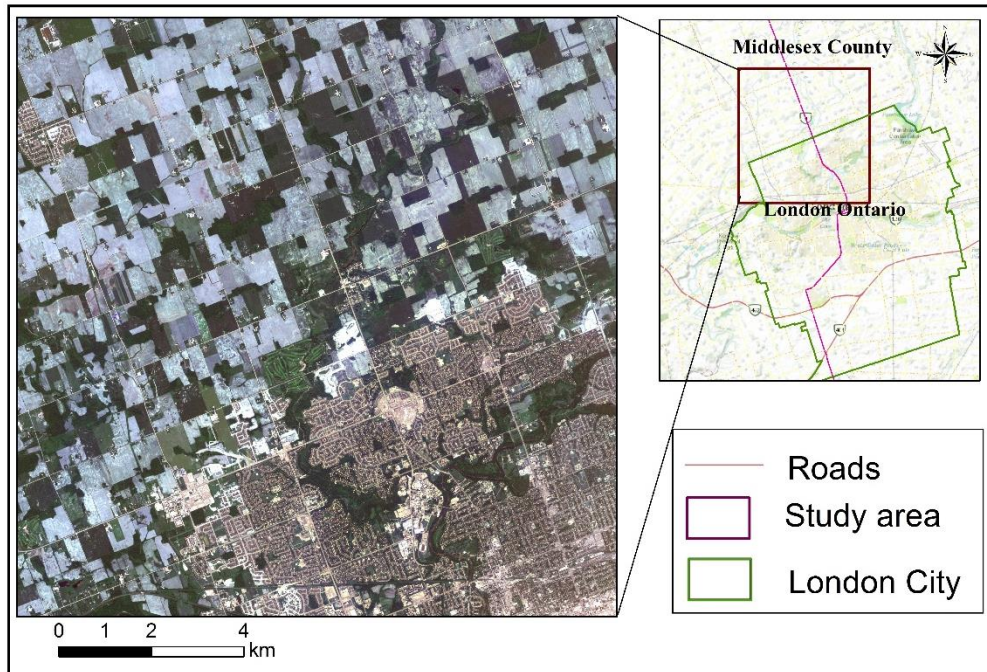 Middlesex County
N
W
E
S
London Ontario
Roads
Study area
London City
0 1 2 4
km